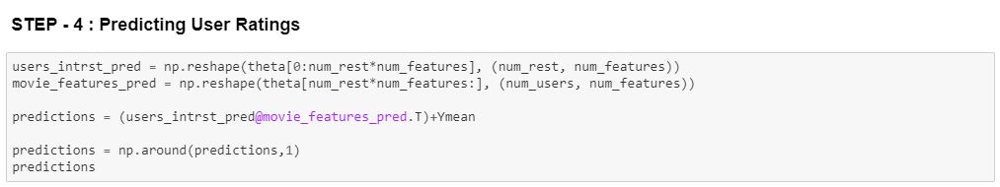 STEP - 4 : Predicting User Ratings
users_intrst_pred = np.reshape(theta[0:num_rest*num_features], (num_rest, num_features))
movie_features_pred = np.reshape(theta[num_rest*num_features:], (num_users, num_features))
predictions = (users_intrst_pred@movie_features_pred.T)+Ymean
predictions = np.around(predictions,1)
predictions